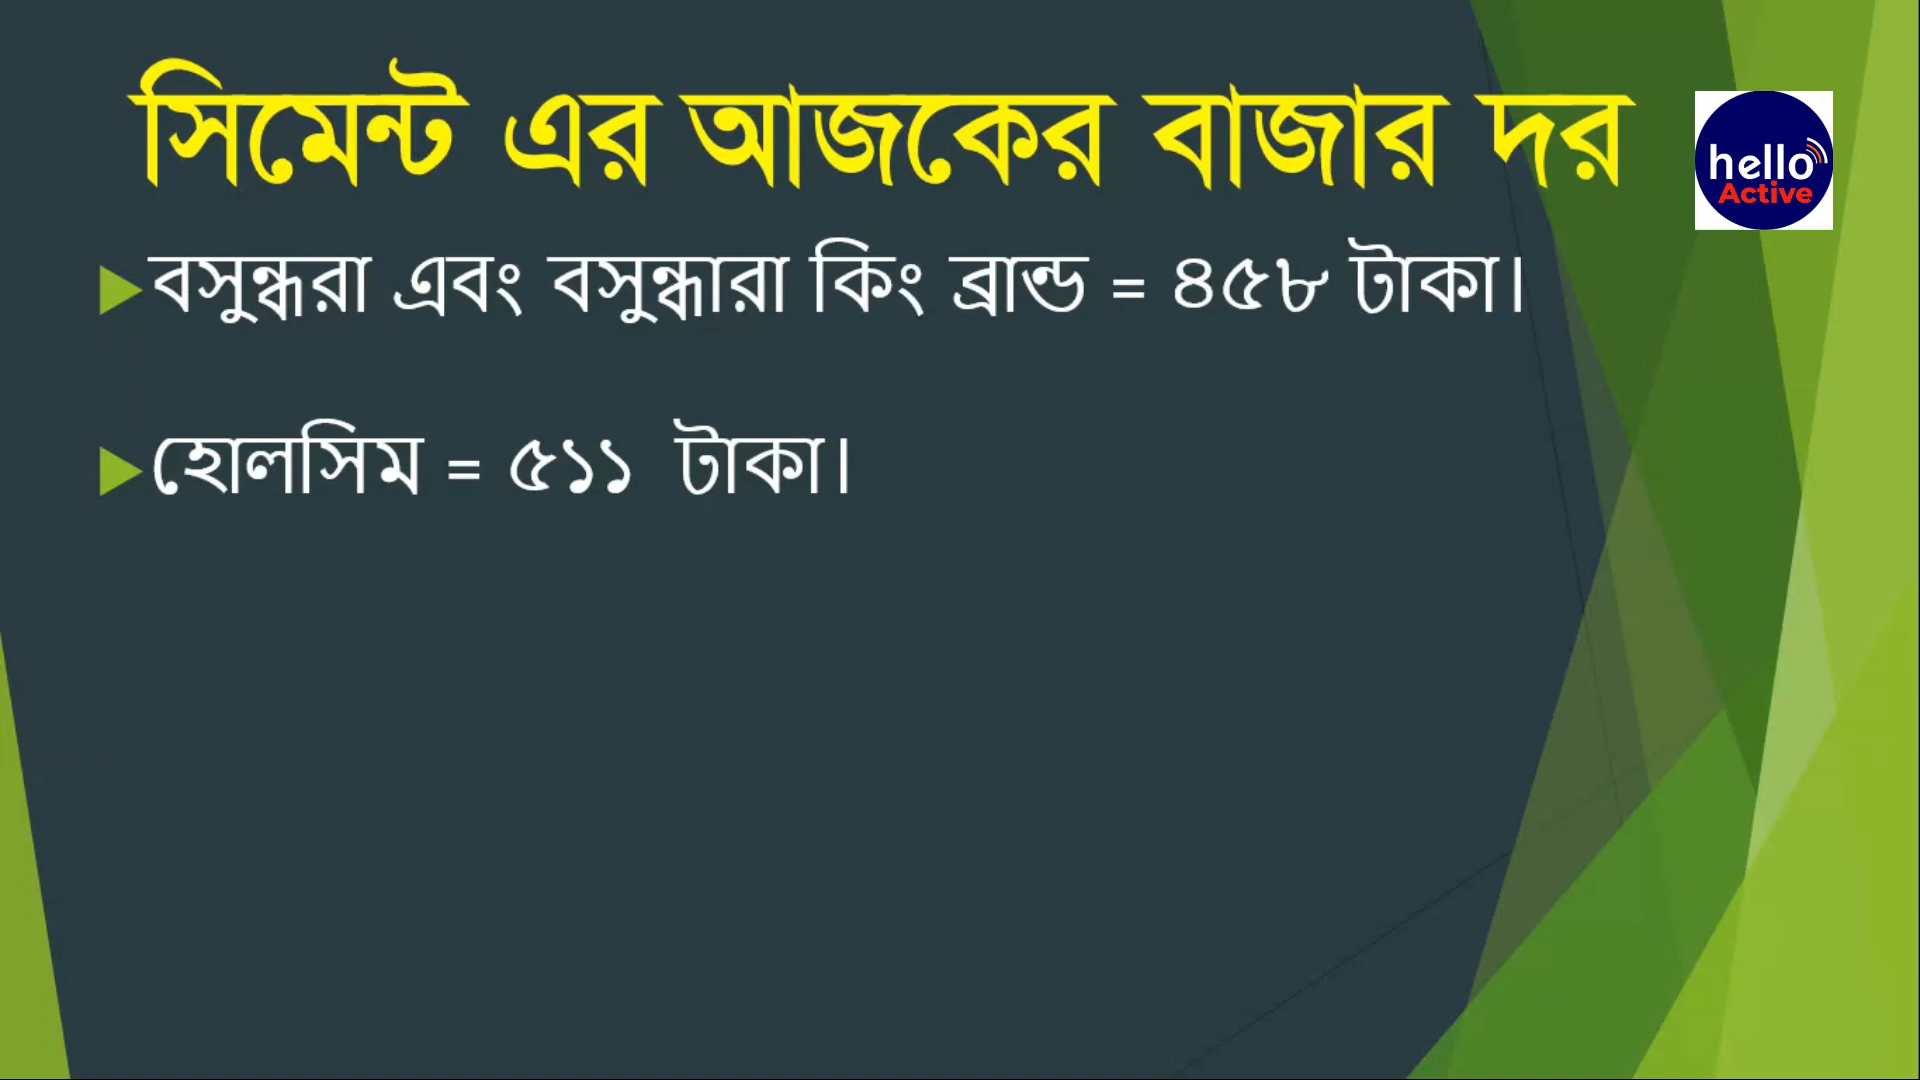 সিমেন্ট এর আজকের বাজার দর
hello
Active
বসুন্ধরা এবং বসুন্ধারা কিং ব্রান্ড = ৪৫৮ টাকা।
হোলসিম = ৫১১ টাকা।